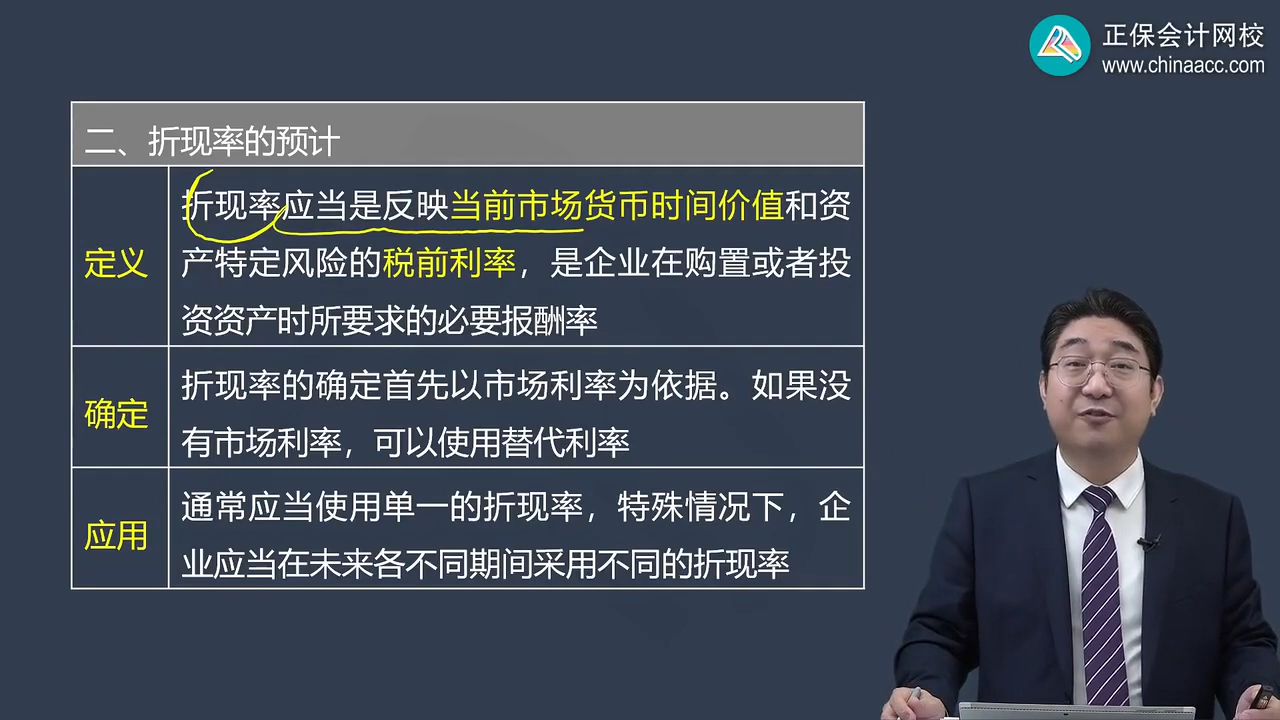 正保会计网校
www.chinaacc.com
二、折现率的预计
定义
折现率应当是反映当前市场货币时间价值和资
产特定风险的税前利率，是企业在购置或者投
资资产时所要求的必要报酬率
确定
折现率的确定首先以市场利率为依据。如果没
有市场利率，可以使用替代利率
应用
通常应当使用单一的折现率，特殊情况下，企
业应当在未来各不同期间采用不同的折现率